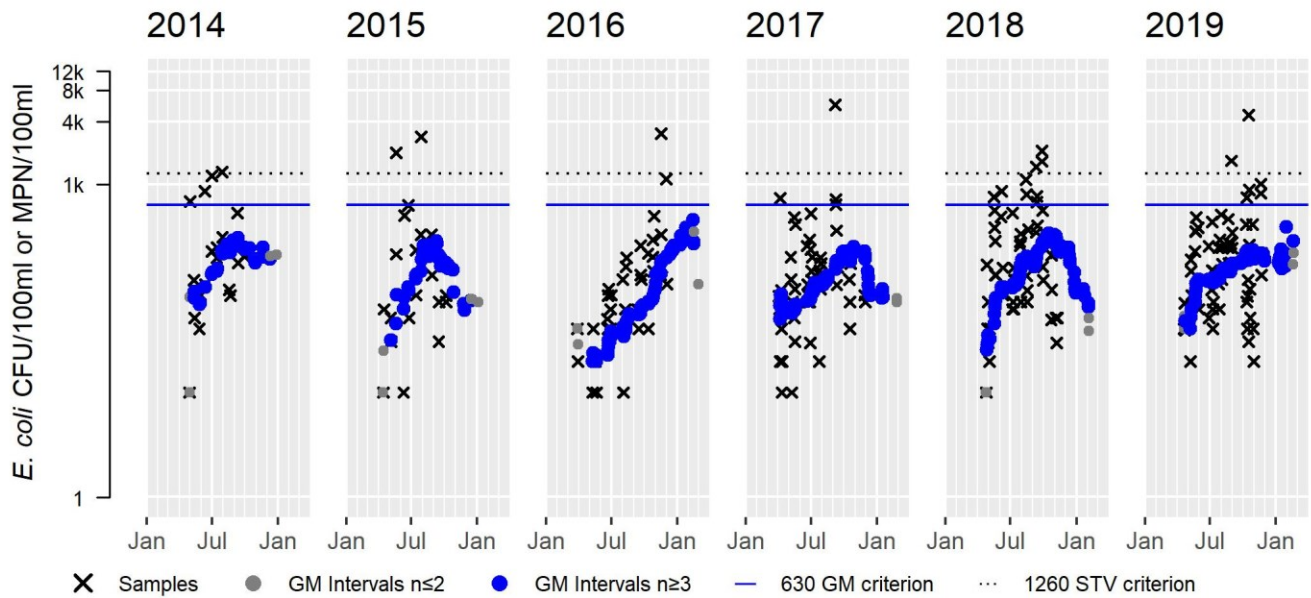 2014 2015 2016 2017 2018 2019
E. coli CFU/100ml or MPN/100ml
12k
8k
4k
1k
1
Jan Jul Jan Jan Jul Jan Jan Jul Jan Jan Jul Jan Jan Jul Jan Jan Jul Jan
Samples GM Intervals n≤2 GM Intervals n≥3 630 GM criterion 1260 STV criterion